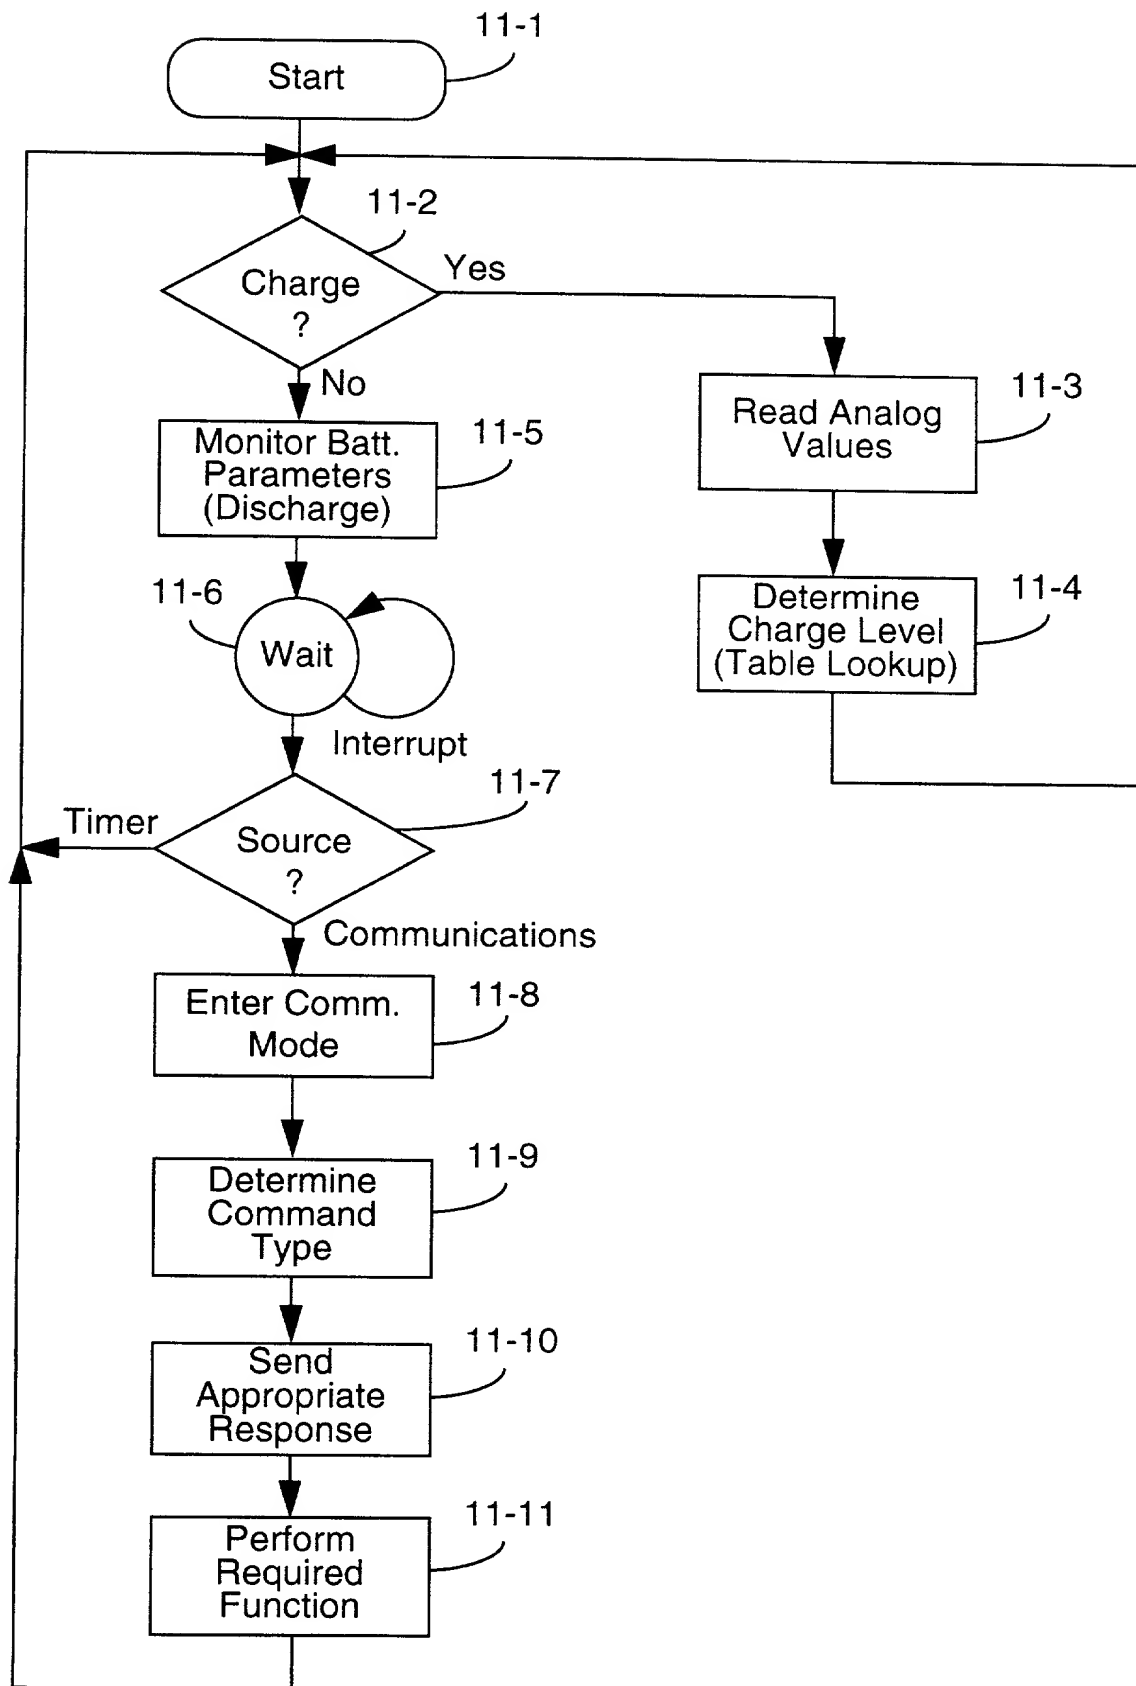 11-1
Start
11-2
Charge
?
Yes
No
11-3
Read Analog
Values
11-5
Monitor Batt.
Parameters
(Discharge)
11-4
Determine
Charge Level
(Table Lookup)
11-6
Wait
Interrupt
11-7
Timer
Source
?
Communications
11-8
Enter Comm.
Mode
11-9
Determine
Command
Type
11-10
Send
Appropriate
Response
11-11
Perform
Required
Function